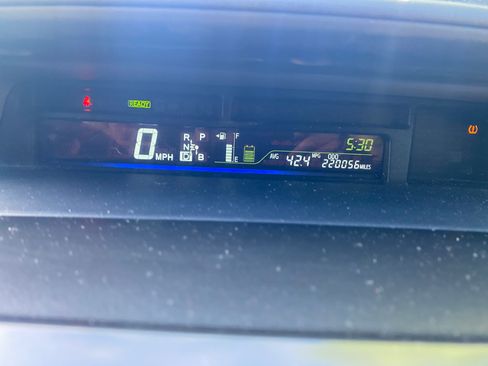 READY
0 MPH
R P
N
D B
F
E
5:30
AVG 42.4 MPG
ODO 220056 MILES